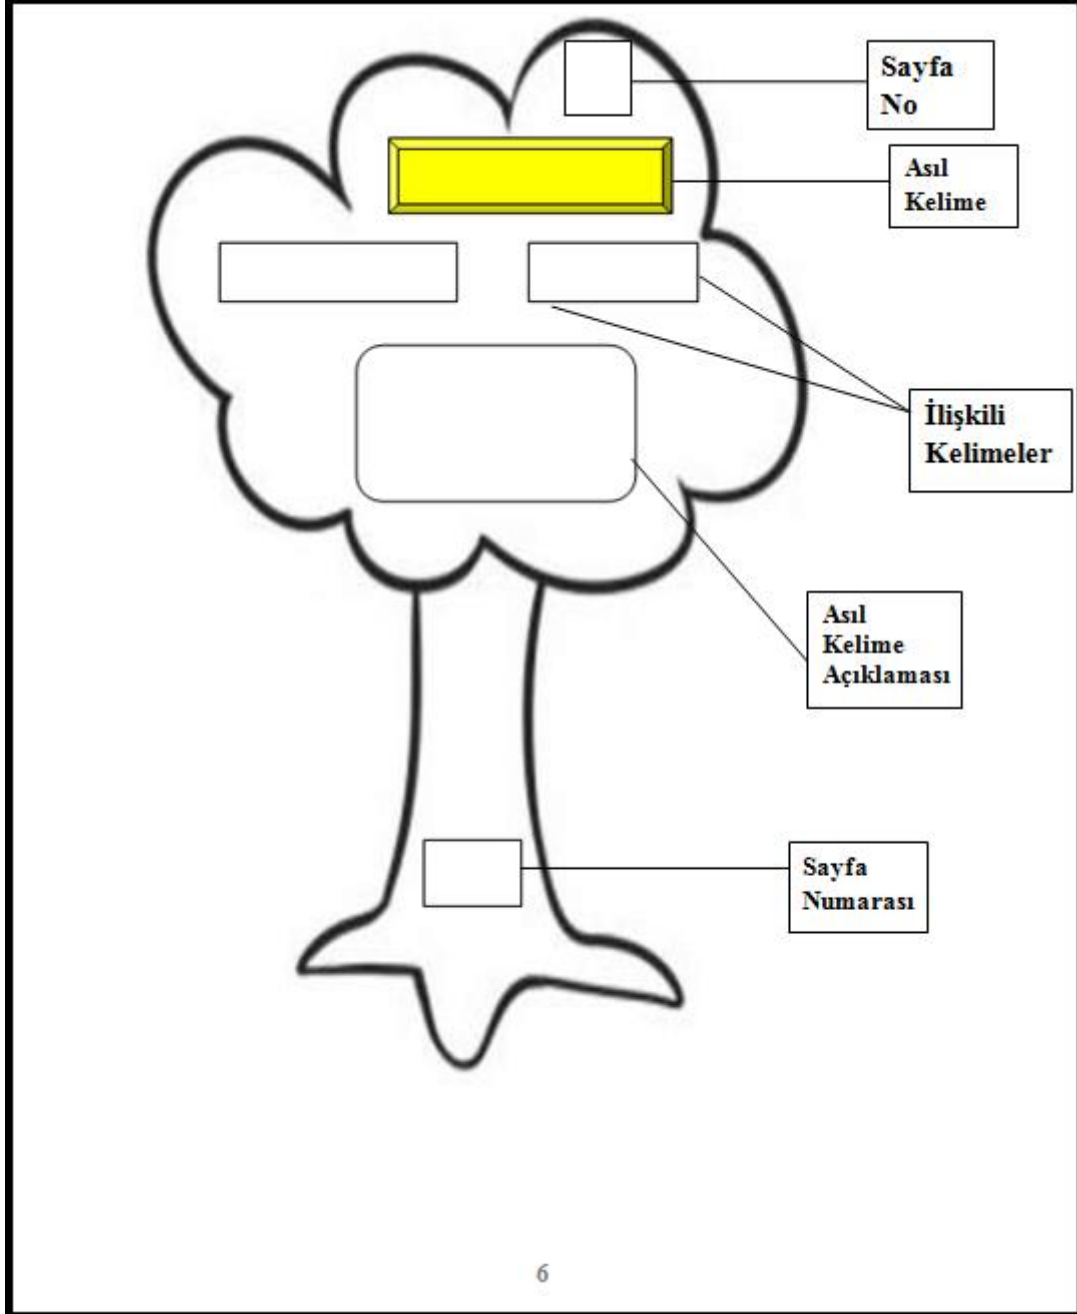 Sayfa
No
Asıl
Kelime
İlişkili
Kelimeler
Asıl
Kelime
Açıklaması
Sayfa
Numarası
6